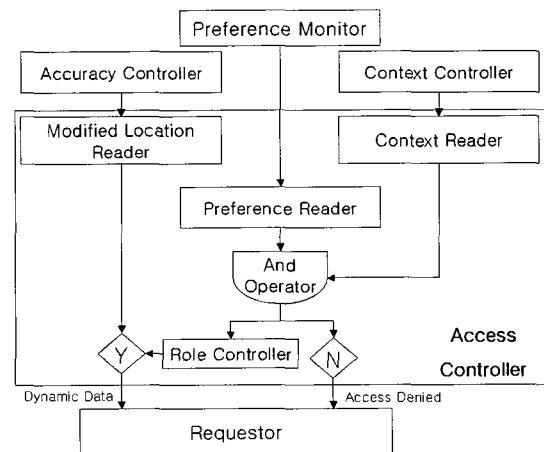 Preference Monitor
Accuracy Controller
Context Controller
Modified Location
Reader
Context Reader
Preference Reader
And
Operator
Y
Role Controller
N
Access
Controller
Dynamic Data
Access Denied
Requestor